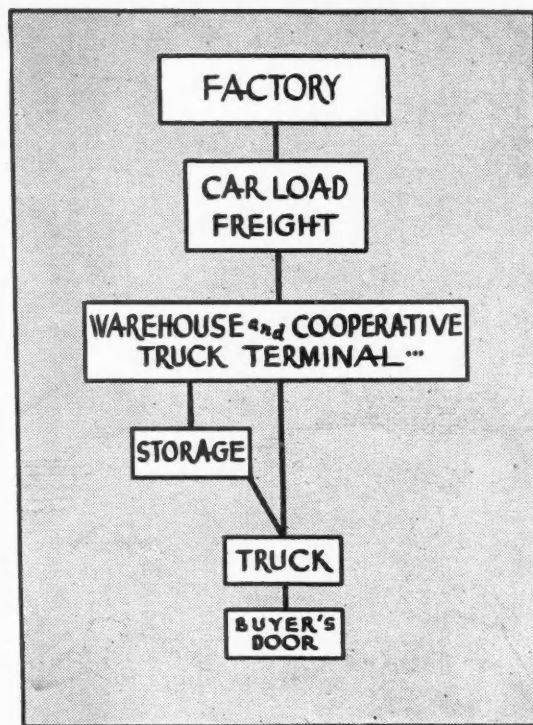 FACTORY
CAR LOAD
FREIGHT
WAREHOUSE and COOPERATIVE
TRUCK TERMINAL...
STORAGE
TRUCK
BUYER'S
DOOR